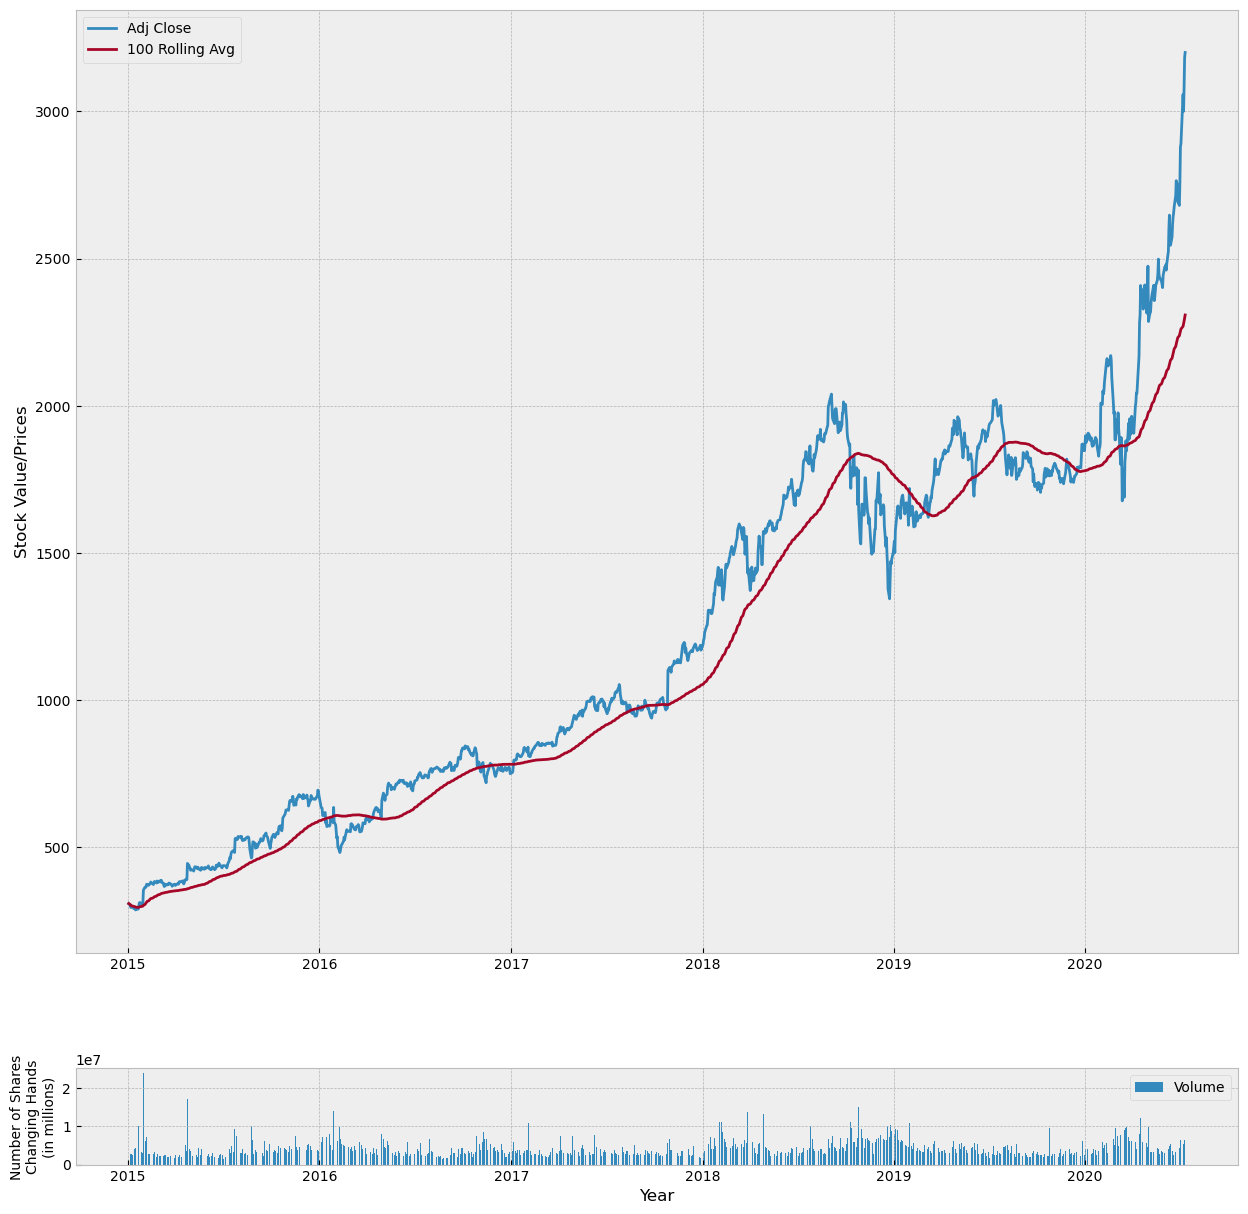 Adj Close
100 Rolling Avg
3000
2500
2000
1500
1000
500
Stock Value/Prices
2015 2016 2017 2018 2019 2020
1e7
Volume
2
1
0
Number of Shares
Changing Hands
(in millions)
2015 2016 2017 2018 2019 2020
Year